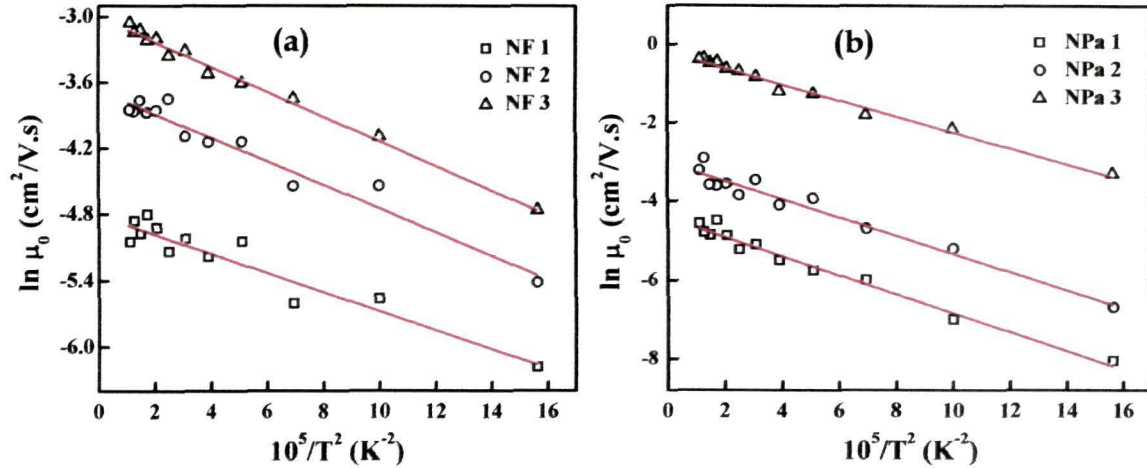 (a)
NF 1
NF 2
NF 3
-3.0
-3.6
-4.2
-4.8
-5.4
-6.0
ln μ₀ (cm²/V.s)
0 2 4 6 8 10 12 14 16
10⁵/T² (K⁻²)
(b)
NPa 1
NPa 2
NPa 3
0
-2
-4
-6
-8
ln μ₀ (cm²/V.s)
0 2 4 6 8 10 12 14 16
10⁵/T² (K⁻²)